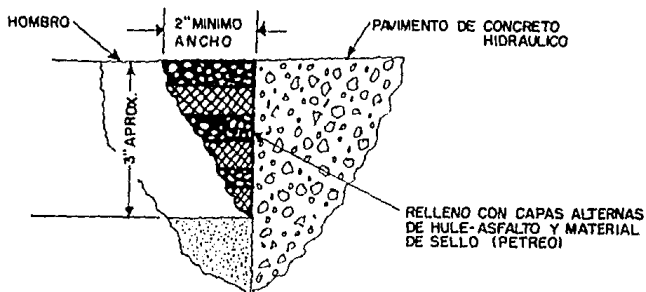 HOMBRO
2" MINIMO
ANCHO
PAVIMENTO DE CONCRETO
HIDRAULICO
3" APROX.
RELLENO CON CAPAS ALTERNAS
DE HULE-ASFALTO Y MATERIAL
DE SELLO (PETREO)